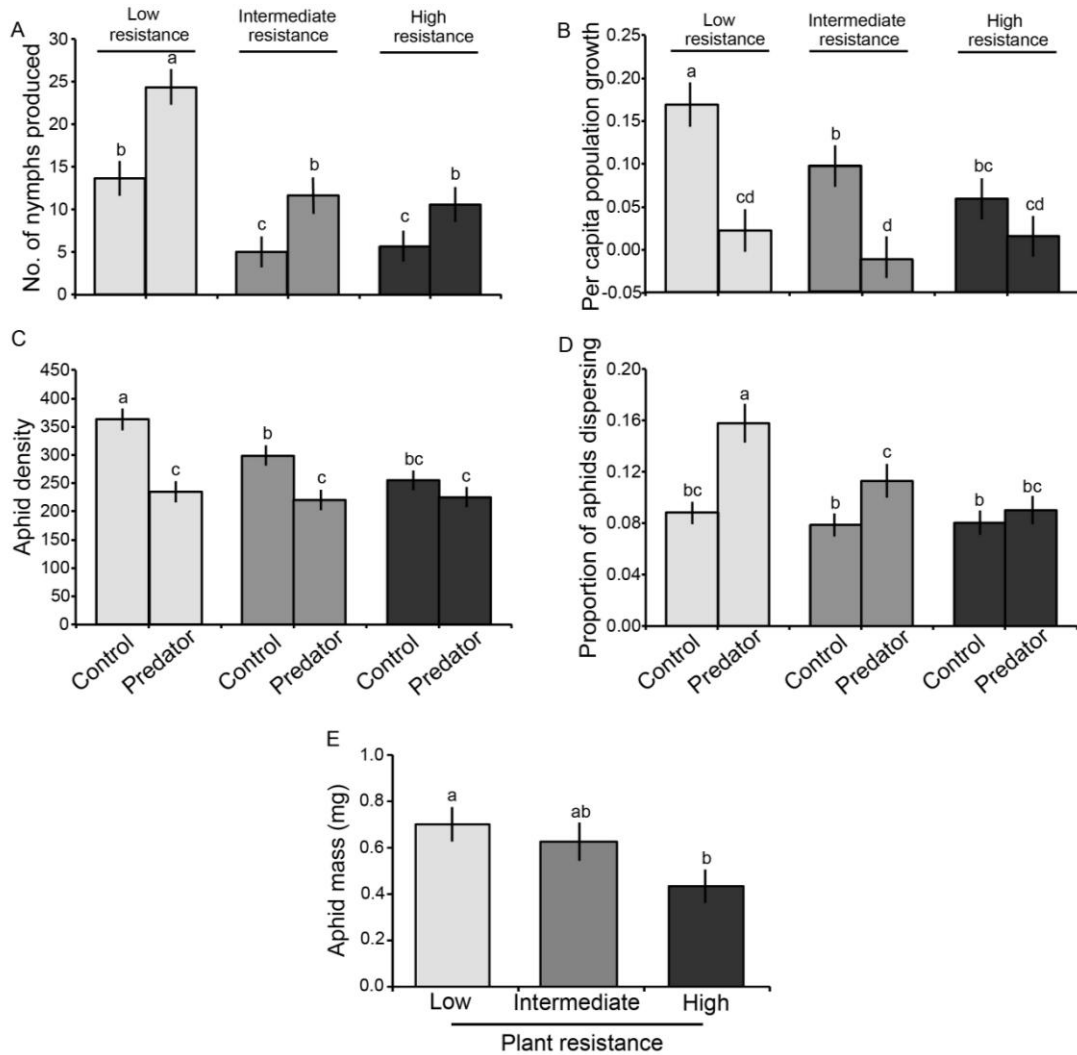 A
Low
resistance
Intermediate
resistance
High
resistance
No. of nymphs produced
30
25
20
15
10
5
0
b
a
c
b
c
b
B
Low
resistance
Intermediate
resistance
High
resistance
Per capita population growth
0.25
0.20
0.15
0.10
0.05
0.00
-0.05
a
cd
b
d
bc
cd
C
Aphid density
450
400
350
300
250
200
150
100
50
0
a
c
b
c
bc
c
Control
Predator
Control
Predator
Control
Predator
D
Proportion of aphids dispersing
0.20
0.16
0.12
0.08
0.04
0.00
bc
a
b
c
b
bc
Control
Predator
Control
Predator
Control
Predator
E
Aphid mass (mg)
1.0
0.8
0.6
0.4
0.2
0.0
a
ab
b
Low
Intermediate
High
Plant resistance